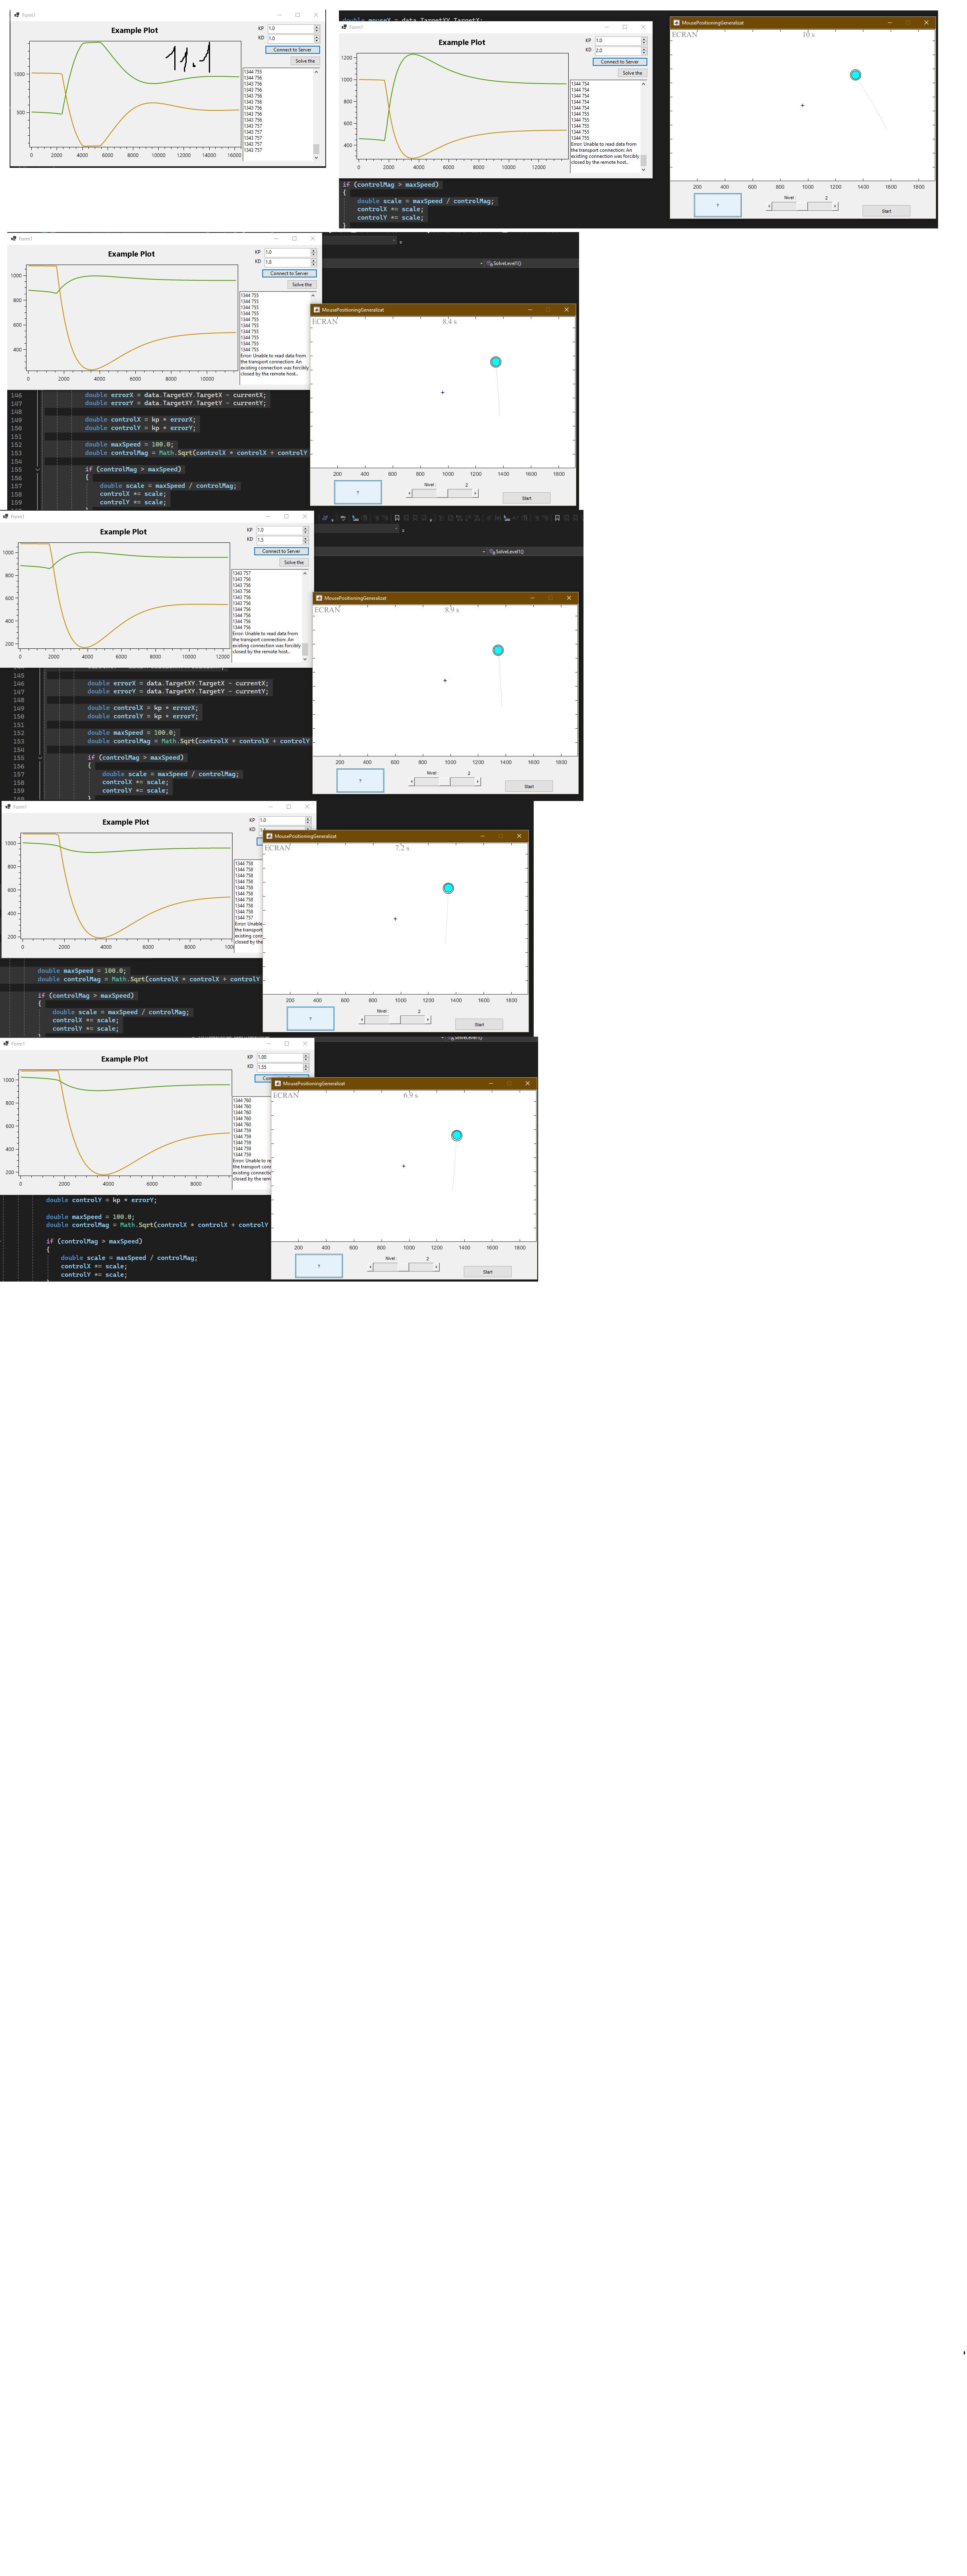 Form1
Example Plot
11.1
KP 1.0
KD 1.0
Connect to Server
Solve the
1000
500
0 2000 4000 6000 8000 10000 12000 14000 16000
1344 755
1344 756
1344 756
1343 756
1343 756
1343 756
1343 756
1343 756
1344 756
1343 757
1343 757
1343 757.
1343 757
1343 757
double mouseX = data.TargetXY.TargetX;
Form1
Example Plot
KP 1.0
KD 2.0
Connect to Server
Solve the
1200
1000
800
600
400
0 2000 4000 6000 8000 10000 12000
1344 754
1344 754
1344 754
1344 754
1344 754
1344 755
1344 755
1344 755
1344 755
1344 755
Error: Unable to read data from
the transport connection: An
existing connection was forcibly
closed by the remote host..
if (controlMag > maxSpeed)
{
double scale = maxSpeed / controlMag;
controlX *= scale;
controlY *= scale;
}
MousePositioningGeneralizat
ECRAN
10 s
200 400 600 800 1000 1200 1400 1600 1800
?
Nivel : 2
Start
Form1
Example Plot
KP 1.0
KD 1.8
Connect to Server
Solve the
1000
800
600
400
0 2000 4000 6000 8000 10000
1344 755
1344 755
1344 755
1344 755
1344 755
1344 755
1344 755
1344 755
1344 755
1344 755
Error: Unable to read data from
the transport connection: An
existing connection was forcibly
closed by the remote host..
SolveLevel1()
146 double errorX = data.TargetXY.TargetX - currentX;
147 double errorY = data.TargetXY.TargetY - currentY;
148
149 double controlX = kp * errorX;
150 double controlY = kp * errorY;
151
152 double maxSpeed = 100.0;
153 double controlMag = Math.Sqrt(controlX * controlX + controlY
154
155 if (controlMag > maxSpeed)
156 {
157 double scale = maxSpeed / controlMag;
158 controlX *= scale;
159 controlY *= scale;
MousePositioningGeneralizat
ECRAN
8.4 s
200 400 600 800 1000 1200 1400 1600 1800
?
Nivel : 2
Start
Form1
Example Plot
KP 1.0
KD 1.5
Connect to Server
Solve the
1000
800
600
400
200
0 2000 4000 6000 8000 10000 12000
1343 757
1343 756
1343 756
1343 756
1343 756
1343 756
1344 756
1344 756
1344 756
1344 756
Error: Unable to read data from
the transport connection: An
existing connection was forcibly
closed by the remote host..
SolveLevel1()
145
146 double errorX = data.TargetXY.TargetX - currentX;
147 double errorY = data.TargetXY.TargetY - currentY;
148
149 double controlX = kp * errorX;
150 double controlY = kp * errorY;
151
152 double maxSpeed = 100.0;
153 double controlMag = Math.Sqrt(controlX * controlX + controlY
154
155 if (controlMag > maxSpeed)
156 {
157 double scale = maxSpeed / controlMag;
158 controlX *= scale;
159 controlY *= scale;
160 }
MousePositioningGeneralizat
ECRAN
8.9 s
200 400 600 800 1000 1200 1400 1600 1800
?
Nivel : 2
Start
Form1
Example Plot
KP 1.0
KD
1000
800
600
400
200
0 2000 4000 6000 8000
1344 758
1344 758
1344 758
1344 758
1344 758
1344 758
1344 758
1344 758
1344 758
1344 757
Error: Unable
the transport
existing conn
closed by the
double maxSpeed = 100.0;
double controlMag = Math.Sqrt(controlX * controlX + controlY
if (controlMag > maxSpeed)
{
double scale = maxSpeed / controlMag;
controlX *= scale;
controlY *= scale;
}
MousePositioningGeneralizat
ECRAN
7.2 s
200 400 600 800 1000 1200 1400 1600 1800
?
Nivel : 2
Start
Form1
Example Plot
KP 1.00
KD 1.55
1000
800
600
400
200
0 2000 4000 6000 8000
1344 760
1344 760
1344 760
1344 760
1344 760
1344 759
1344 759
1344 759
1344 759
1344 759
Error: Unable to re
the transport conn
existing connectio
closed by the rem
double controlY = kp * errorY;
double maxSpeed = 100.0;
double controlMag = Math.Sqrt(controlX * controlX + controlY
if (controlMag > maxSpeed)
{
double scale = maxSpeed / controlMag;
controlX *= scale;
controlY *= scale;
SolveLevel1()
MousePositioningGeneralizat
ECRAN
6.9 s
200 400 600 800 1000 1200 1400 1600 1800
?
Nivel : 2
Start